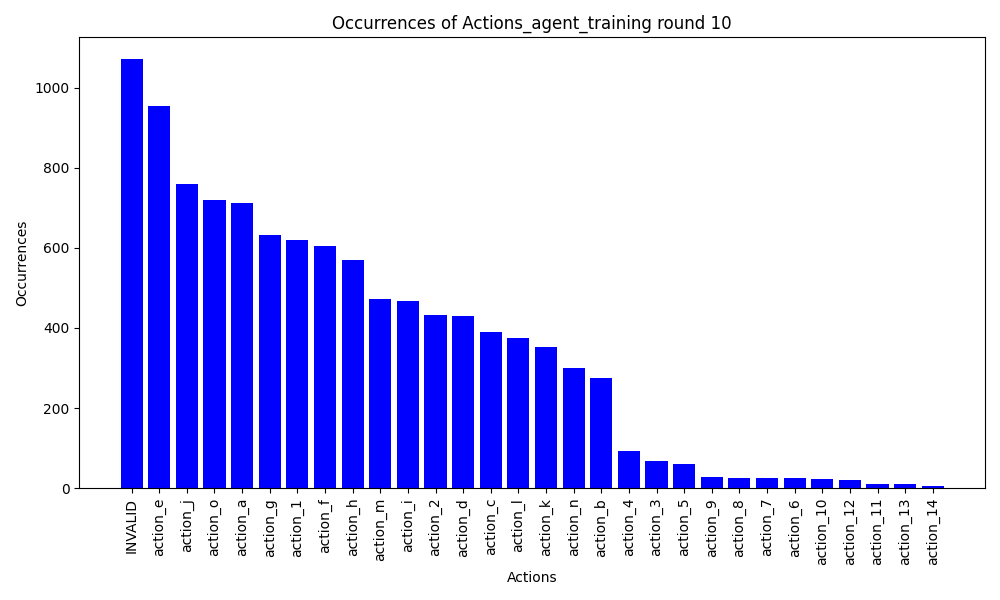 Occurrences of Actions_agent_training round 10
Occurrences
1000
800
600
400
200
0
INVALID
action_e
action_j
action_o
action_a
action_g
action_1
action_f
action_h
action_m
action_i
action_2
action_d
action_c
action_l
action_k
action_n
action_b
action_4
action_3
action_5
action_9
action_8
action_7
action_6
action_10
action_12
action_11
action_13
action_14
Actions